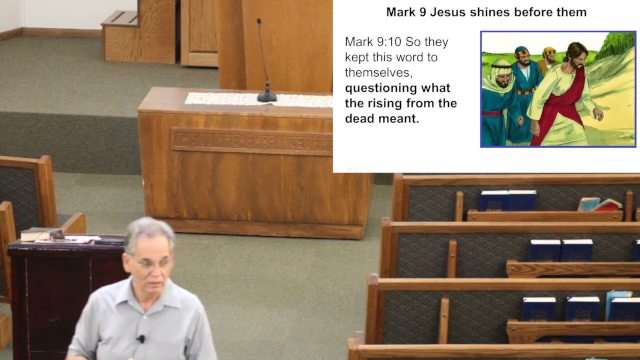 Mark 9 Jesus shines before them
Mark 9:10 So they
kept this word to
themselves,
questioning what
the rising from the
dead meant.